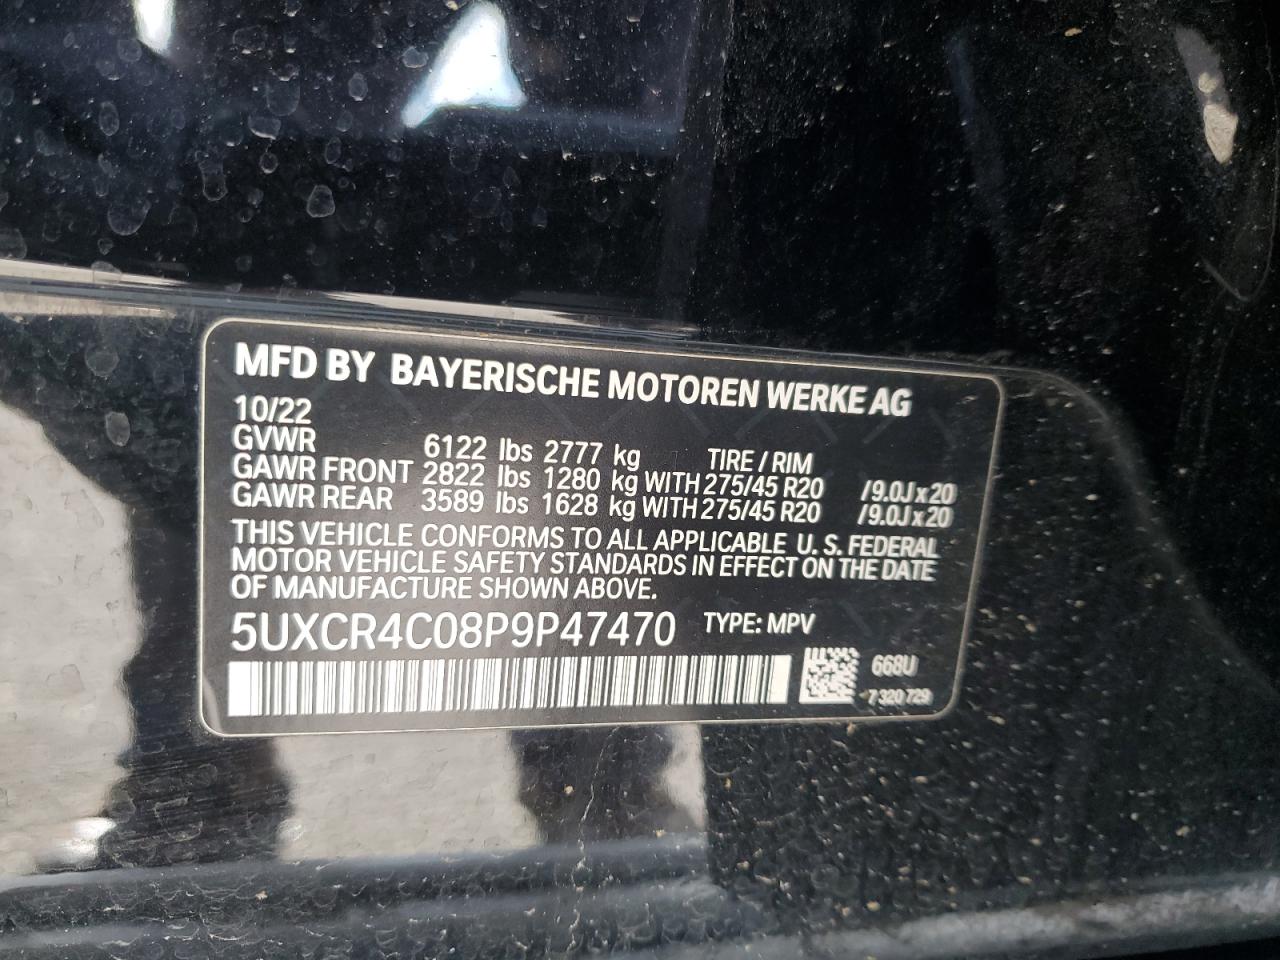 MFD BY BAYERISCHE MOTOREN WERKE AG
10/22
GVWR 6122 lbs 2777 kg TIRE / RIM
GAWR FRONT 2822 lbs 1280 kg WITH 275/45 R20 /9.0J x 20
GAWR REAR 3589 lbs 1628 kg WITH 275/45 R20 /9.0J x 20
THIS VEHICLE CONFORMS TO ALL APPLICABLE U. S. FEDERAL
MOTOR VEHICLE SAFETY STANDARDS IN EFFECT ON THE DATE
OF MANUFACTURE SHOWN ABOVE.
5UXCR4C08P9P47470 TYPE: MPV
668U
7 320 729